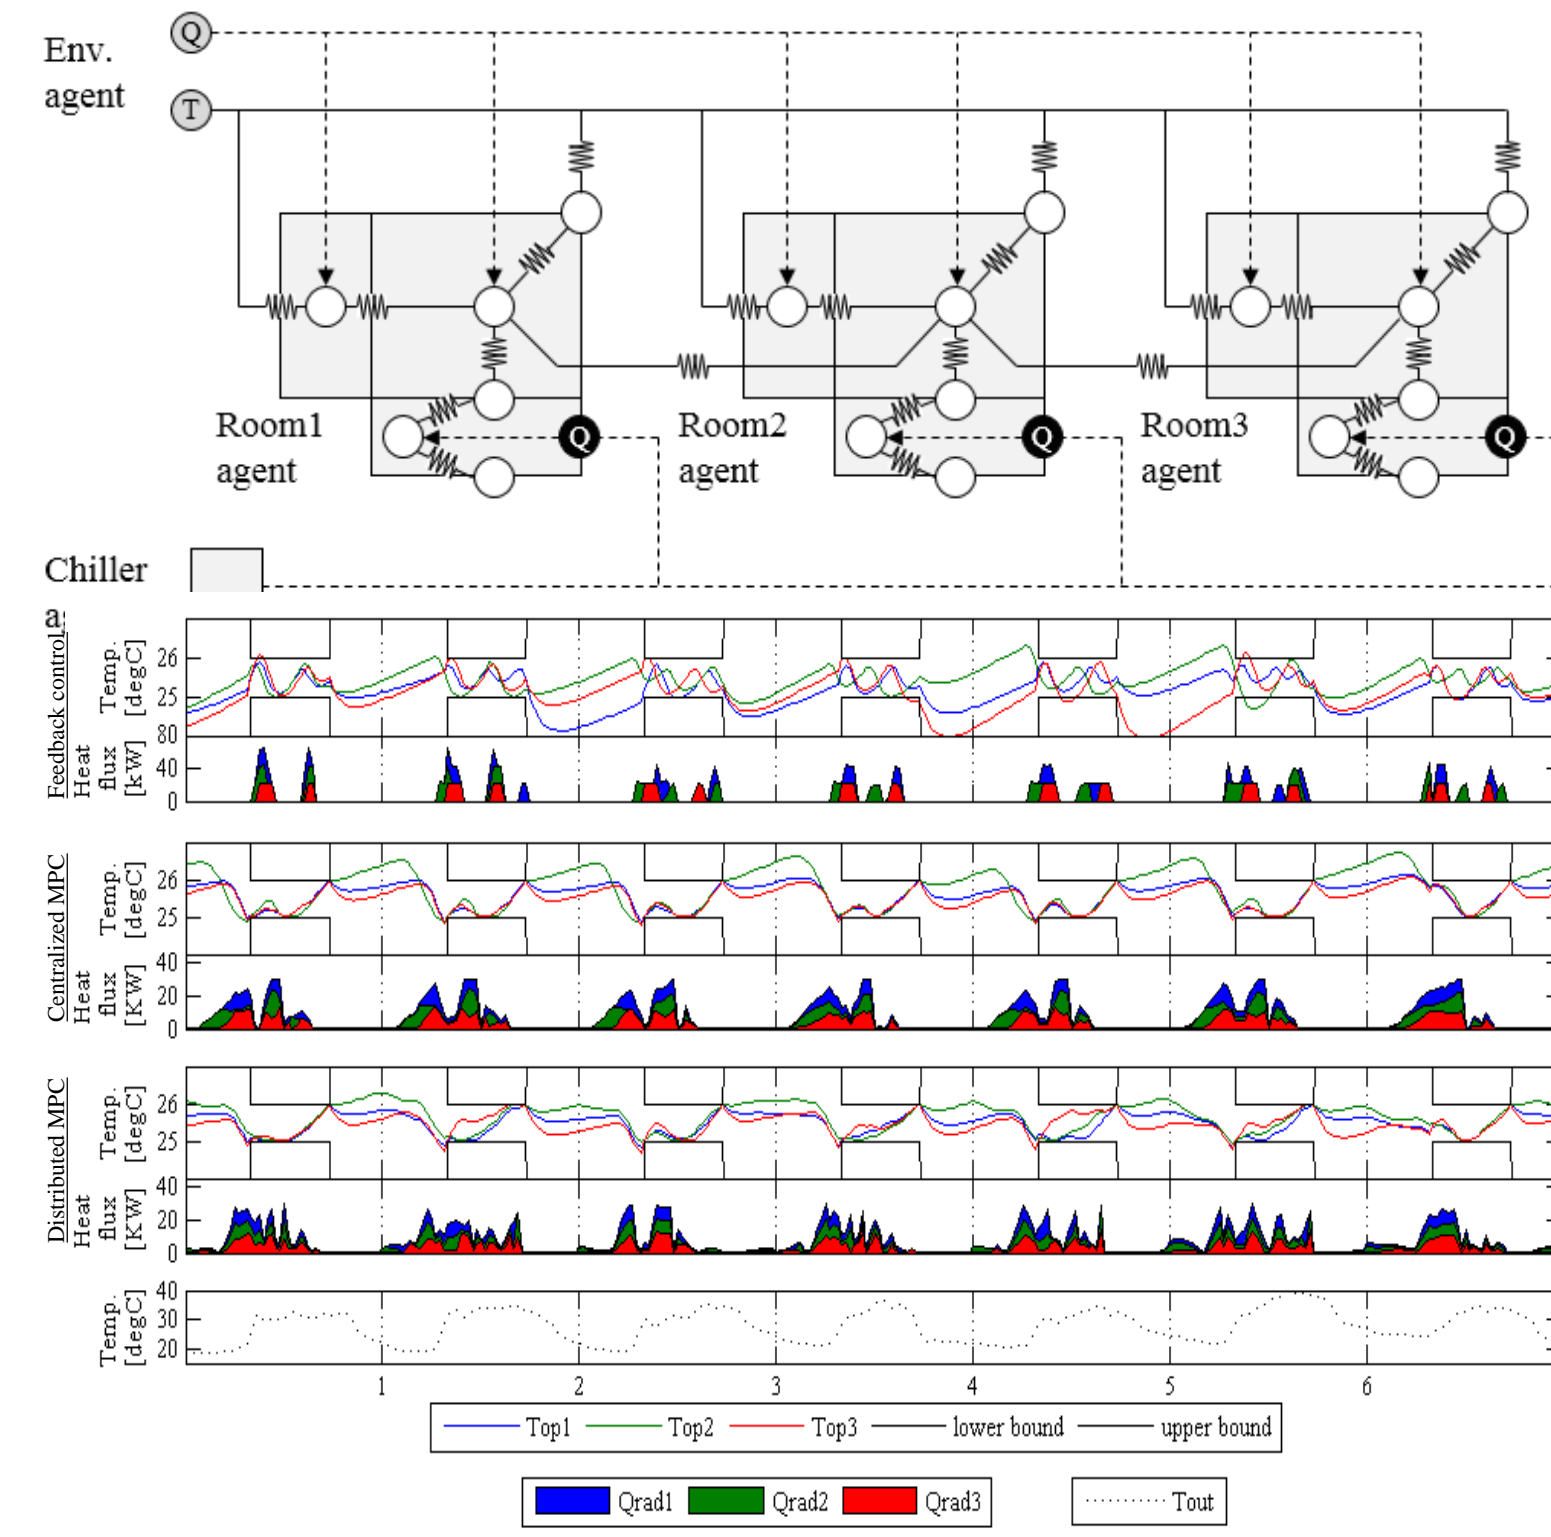 Env.
agent
Q
T
Room1
agent
Q
Room2
agent
Q
Room3
agent
Q
Chiller
a
Feedback control
Temp.
[degC]
26
25
Heat
flux
[kW]
80
40
0
Centralized MPC
Temp.
[degC]
26
25
Heat
flux
[KW]
40
20
0
Distributed MPC
Temp.
[degC]
26
25
Heat
flux
[KW]
40
20
0
Temp.
[degC]
40
30
20
1 2 3 4 5 6
Top1 Top2 Top3 lower bound upper bound
Qrad1 Qrad2 Qrad3
Tout